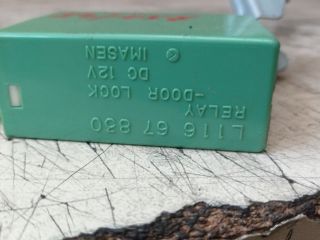 L116 67 830
RELAY
-DOOR LOCK
DC 12V
© IMASEN